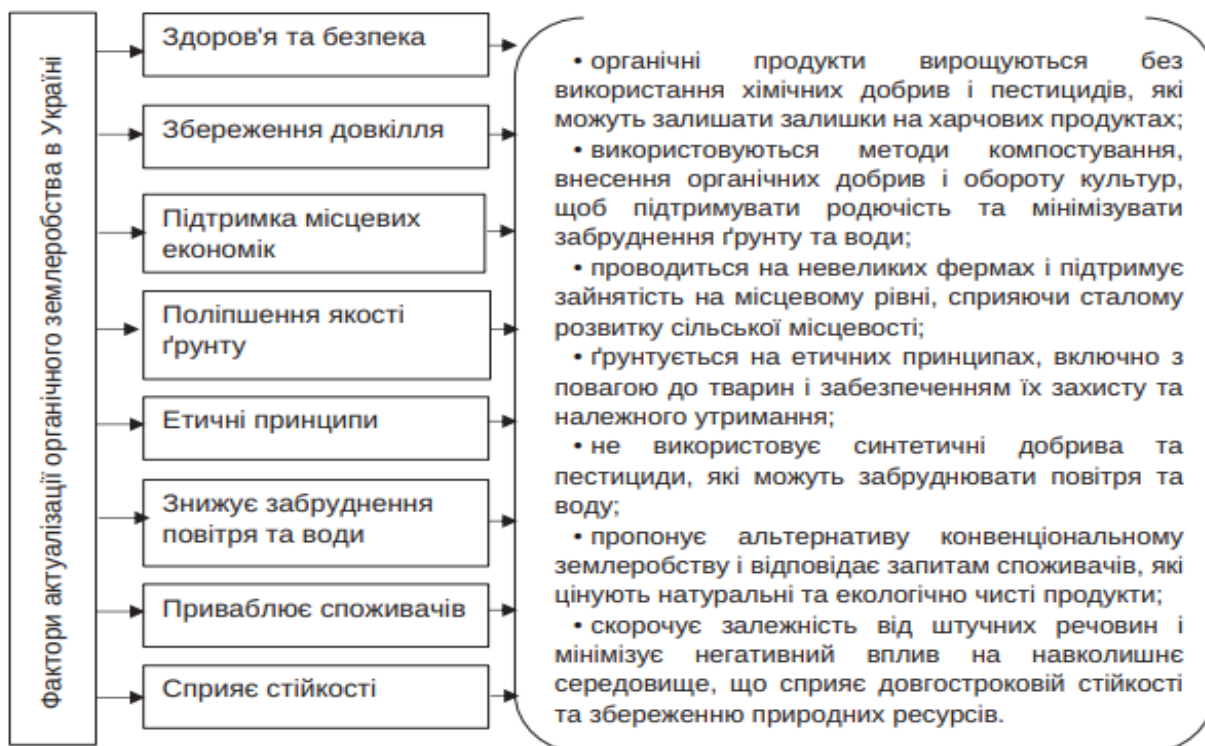 Фактори актуалізації органічного землеробства в Україні
Здоров'я та безпека
Збереження довкілля
Підтримка місцевих
економік
Поліпшення якості
ґрунту
Етичні принципи
Знижує забруднення
повітря та води
Приваблює споживачів
Сприяє стійкості
• органічні продукти вирощуються без
використання хімічних добрив і пестицидів, які
можуть залишати залишки на харчових продуктах;
• використовуються методи компостування,
внесення органічних добрив і обороту культур,
щоб підтримувати родючість та мінімізувати
забруднення ґрунту та води;
• проводиться на невеликих фермах і підтримує
зайнятість на місцевому рівні, сприяючи сталому
розвитку сільської місцевості;
• ґрунтується на етичних принципах, включно з
повагою до тварин і забезпеченням їх захисту та
належного утримання;
• не використовує синтетичні добрива та
пестициди, які можуть забруднювати повітря та
воду;
• пропонує альтернативу конвенціональному
землеробству і відповідає запитам споживачів, які
цінують натуральні та екологічно чисті продукти;
• скорочує залежність від штучних речовин і
мінімізує негативний вплив на навколишнє
середовище, що сприяє довгостроковій стійкості
та збереженню природних ресурсів.